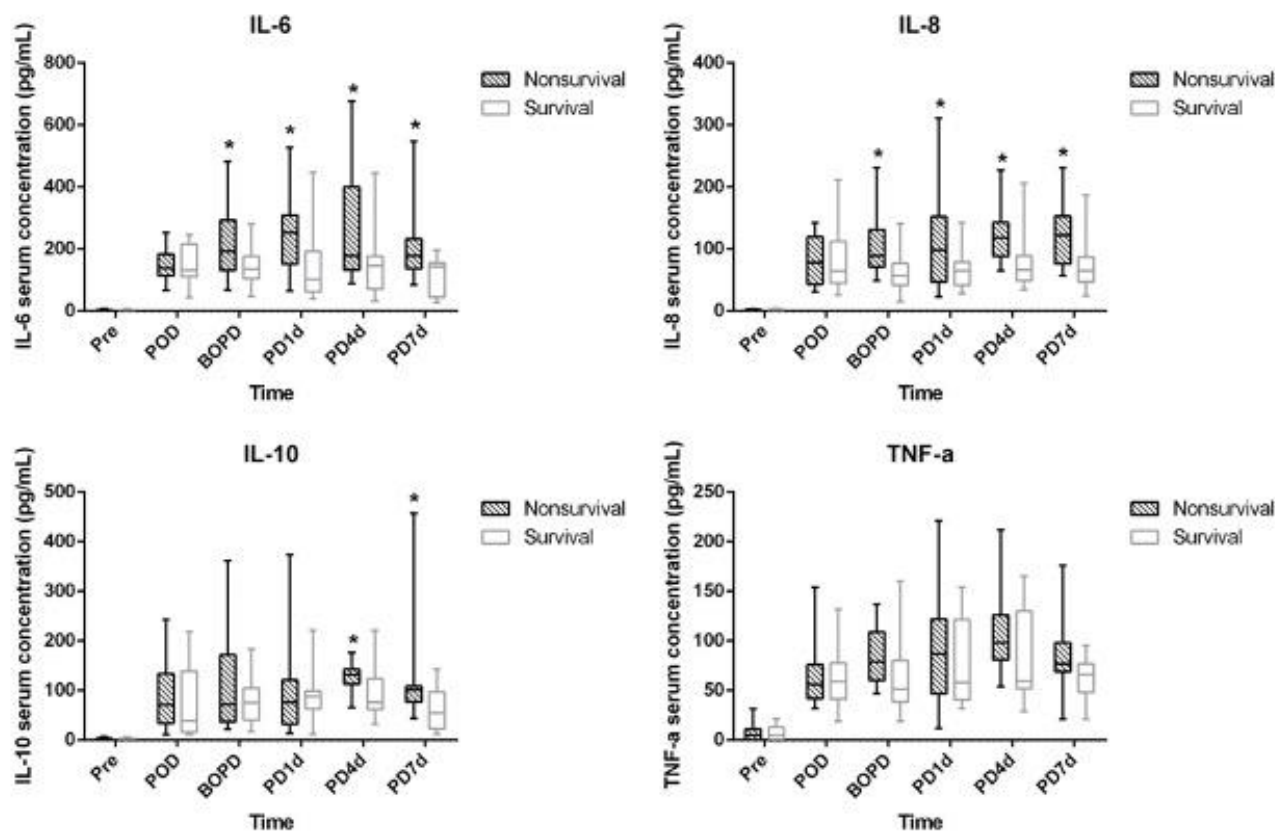 IL-6
IL-6 serum concentration (pg/mL)
800
600
400
200
0
* * * *
Pre POD BOPD PD1d PD4d PD7d
Time
Nonsurvival
Survival
IL-8
IL-8 serum concentration (pg/mL)
400
300
200
100
0
* * * *
Pre POD BOPD PD1d PD4d PD7d
Time
Nonsurvival
Survival
IL-10
IL-10 serum concentration (pg/mL)
500
400
300
200
100
0
* *
Pre POD BOPD PD1d PD4d PD7d
Time
Nonsurvival
Survival
TNF-a
TNF-a serum concentration (pg/mL)
250
200
150
100
50
0
Pre POD BOPD PD1d PD4d PD7d
Time
Nonsurvival
Survival